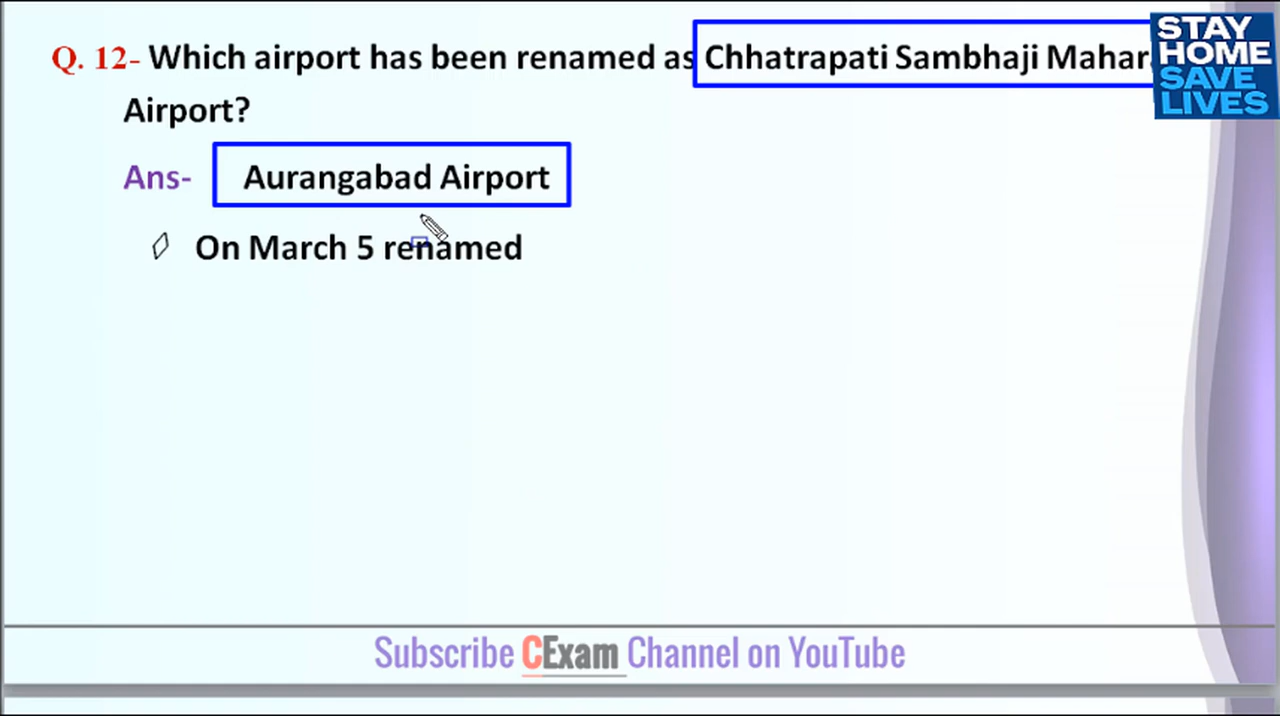 Q. 12- Which airport has been renamed as Chhatrapati Sambhaji
Airport?
Ans- Aurangabad Airport
◊ On March 5 renamed
STAY
HOME
SAVE
LIVES
Subscribe CExam Channel on YouTube